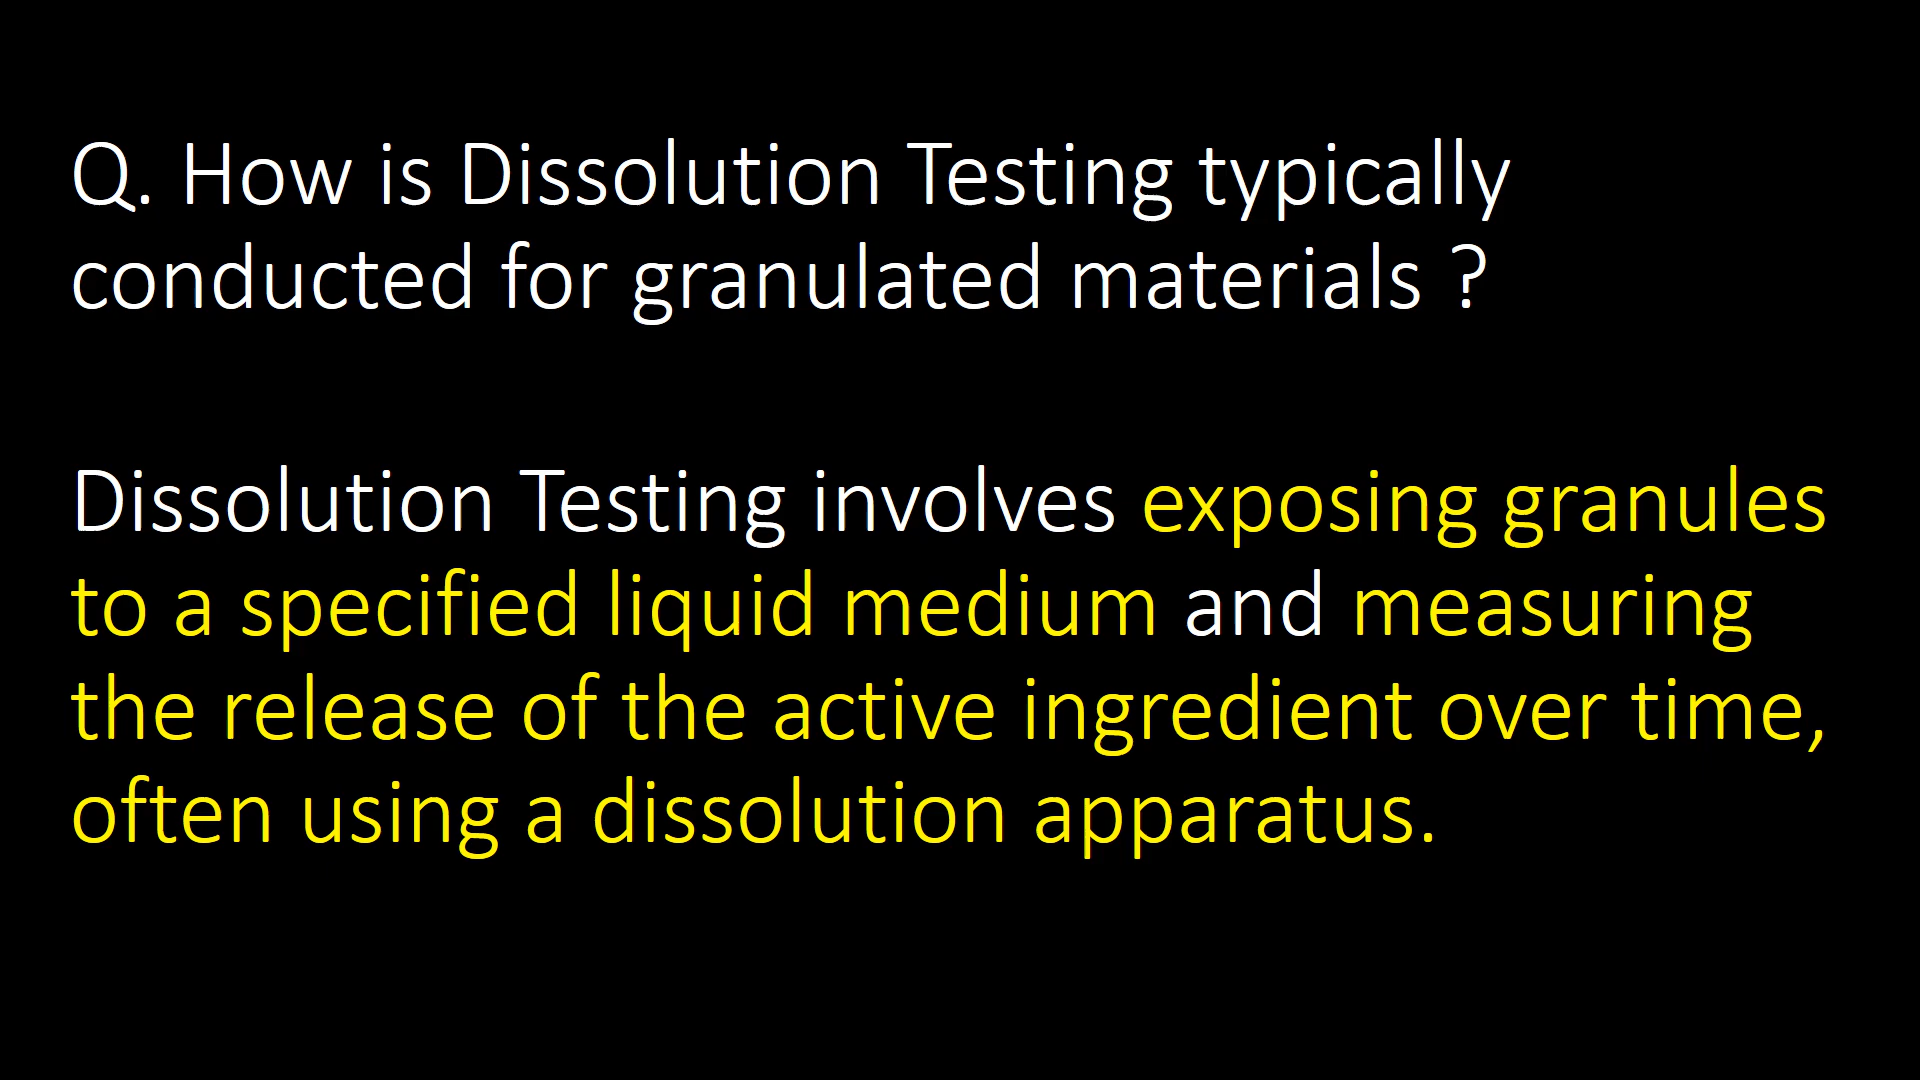 Q. How is Dissolution Testing typically
conducted for granulated materials ?
Dissolution Testing involves exposing granules
to a specified liquid medium and measuring
the release of the active ingredient over time,
often using a dissolution apparatus.